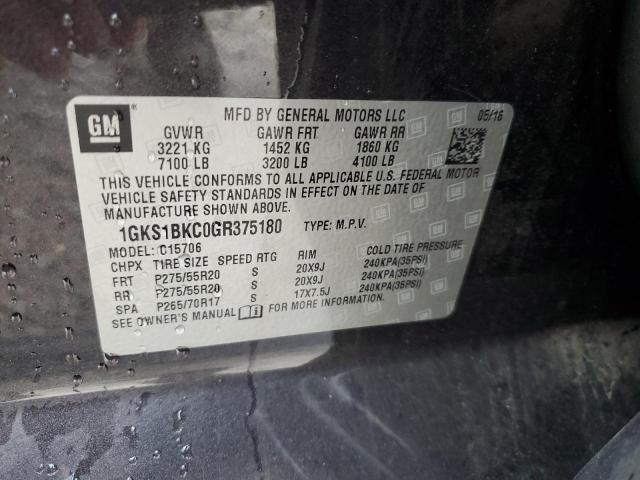 GM®
MFD BY GENERAL MOTORS LLC 05/16
GVWR GAWR FRT GAWR RR
3221 KG 1452 KG 1860 KG
7100 LB 3200 LB 4100 LB
THIS VEHICLE CONFORMS TO ALL APPLICABLE U.S. FEDERAL MOTOR
VEHICLE SAFETY STANDARDS IN EFFECT ON THE DATE OF
MANUFACTURE SHOWN ABOVE.
1GKS1BKC0GR375180 TYPE: M.P.V.
MODEL: C15706
CHPX TIRE SIZE SPEED RTG RIM COLD TIRE PRESSURE
FRT P275/55R20 S 20X9J 240KPA(35PSI)
RR P275/55R20 S 20X9J 240KPA(35PSI)
SPA P265/70R17 S 17X7.5J 240KPA(35PSI)
SEE OWNER'S MANUAL FOR MORE INFORMATION.